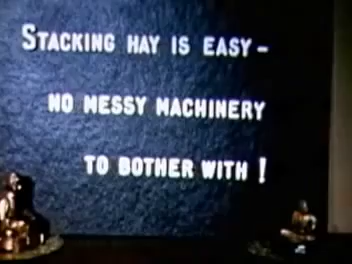 STACKING HAY IS EASY -
NO MESSY MACHINERY
TO BOTHER WITH !